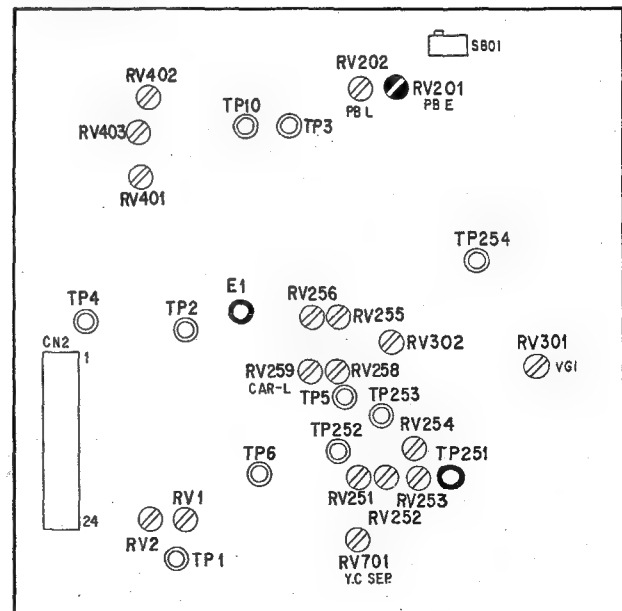 S801
RV202
RV402
RV201
PB L
PB E
TP10
TP3
RV403
RV401
TP254
E1
RV256
RV255
TP4
TP2
CN2
1
RV302
RV301
VGI
RV259
RV258
CAR-L
TP5
TP253
RV254
TP252
TP251
TP6
RV251
RV253
RV252
24
RV1
RV2
TP1
RV701
Y.C SEP.